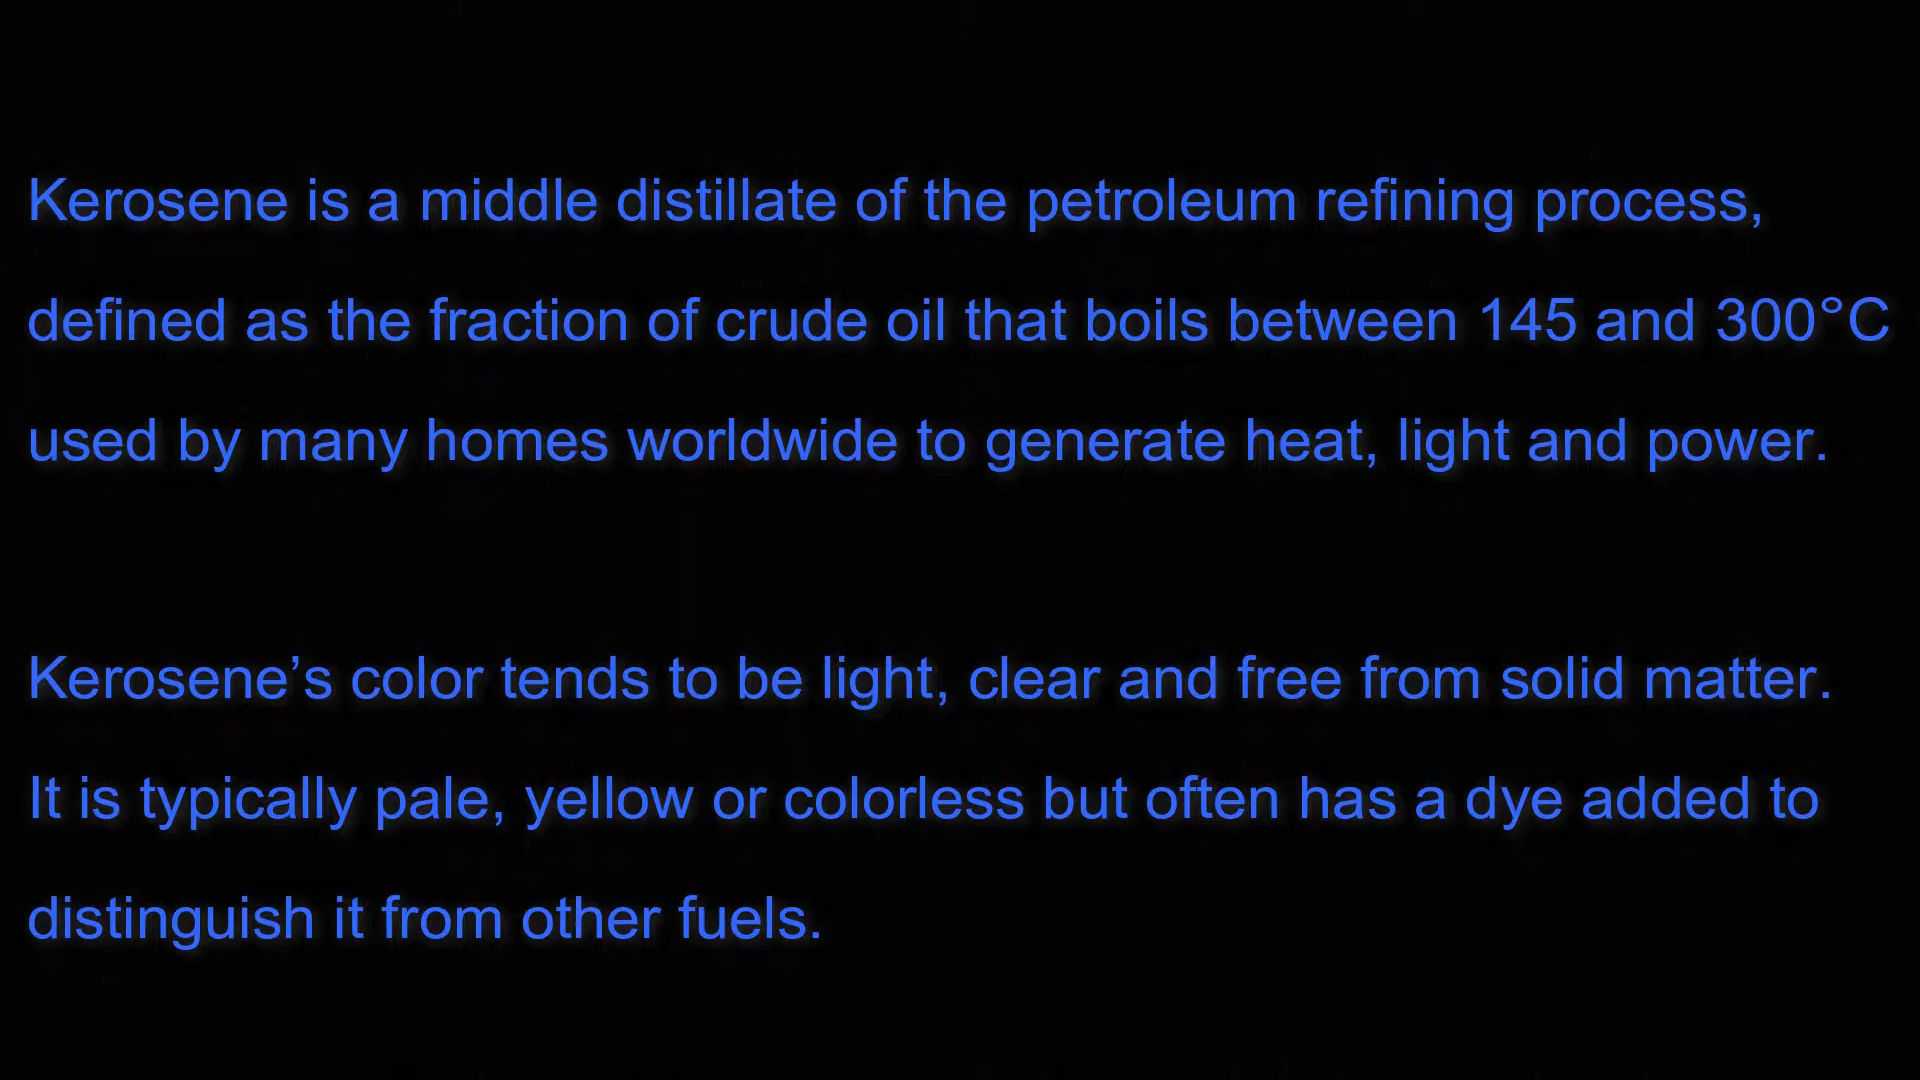 Kerosene is a middle distillate of the petroleum refining process,
defined as the fraction of crude oil that boils between 145 and 300°C
used by many homes worldwide to generate heat, light and power.
Kerosene’s color tends to be light, clear and free from solid matter.
It is typically pale, yellow or colorless but often has a dye added to
distinguish it from other fuels.